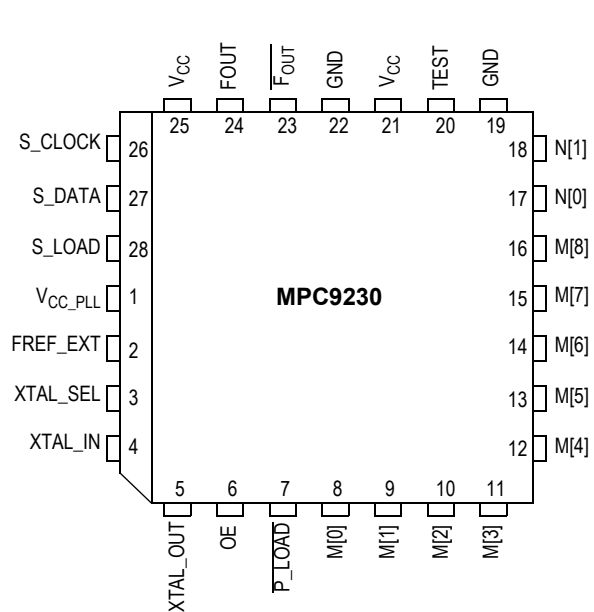 VCC
FOUT
FOUT
GND
VCC
TEST
GND
25 24 23 22 21 20 19
S_CLOCK 26
S_DATA 27
S_LOAD 28
VCC_PLL 1
FREF_EXT 2
XTAL_SEL 3
XTAL_IN 4
MPC9230
18 N[1]
17 N[0]
16 M[8]
15 M[7]
14 M[6]
13 M[5]
12 M[4]
5 6 7 8 9 10 11
XTAL_OUT
OE
P_LOAD
M[0]
M[1]
M[2]
M[3]